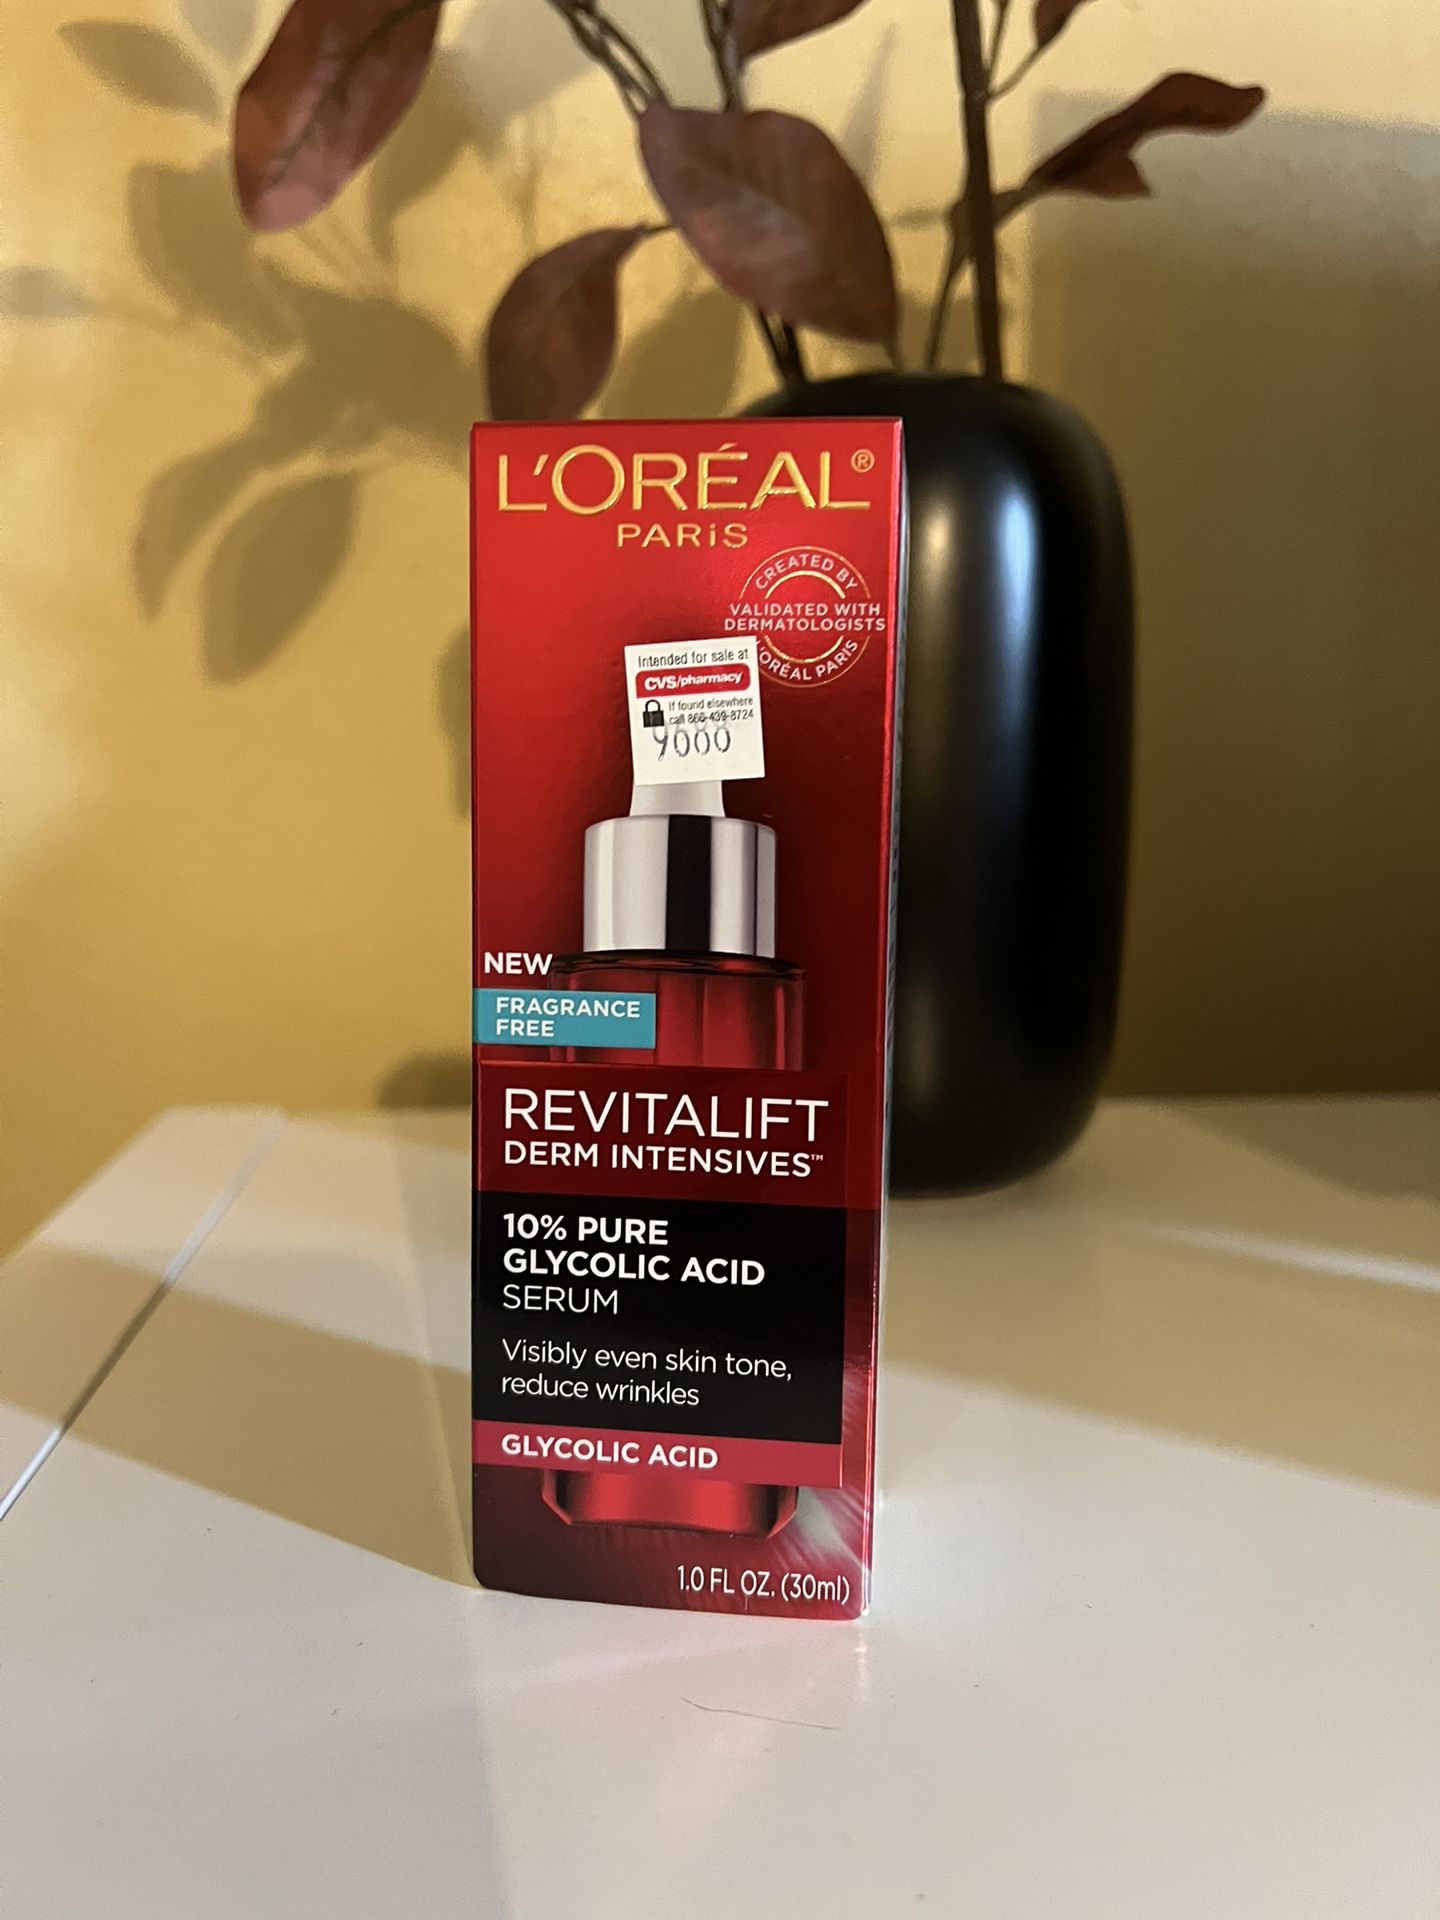 L'ORÉAL®
PARIS
CREATED BY
VALIDATED WITH
DERMATOLOGISTS
L'ORÉAL PARIS
Intended for sale at
CVS/pharmacy
If found elsewhere
call 866-439-8724
NEW
FRAGRANCE
FREE
REVITALIFT
DERM INTENSIVES™
10% PURE
GLYCOLIC ACID
SERUM
Visibly even skin tone,
reduce wrinkles
GLYCOLIC ACID
1.0 FL OZ. (30ml)